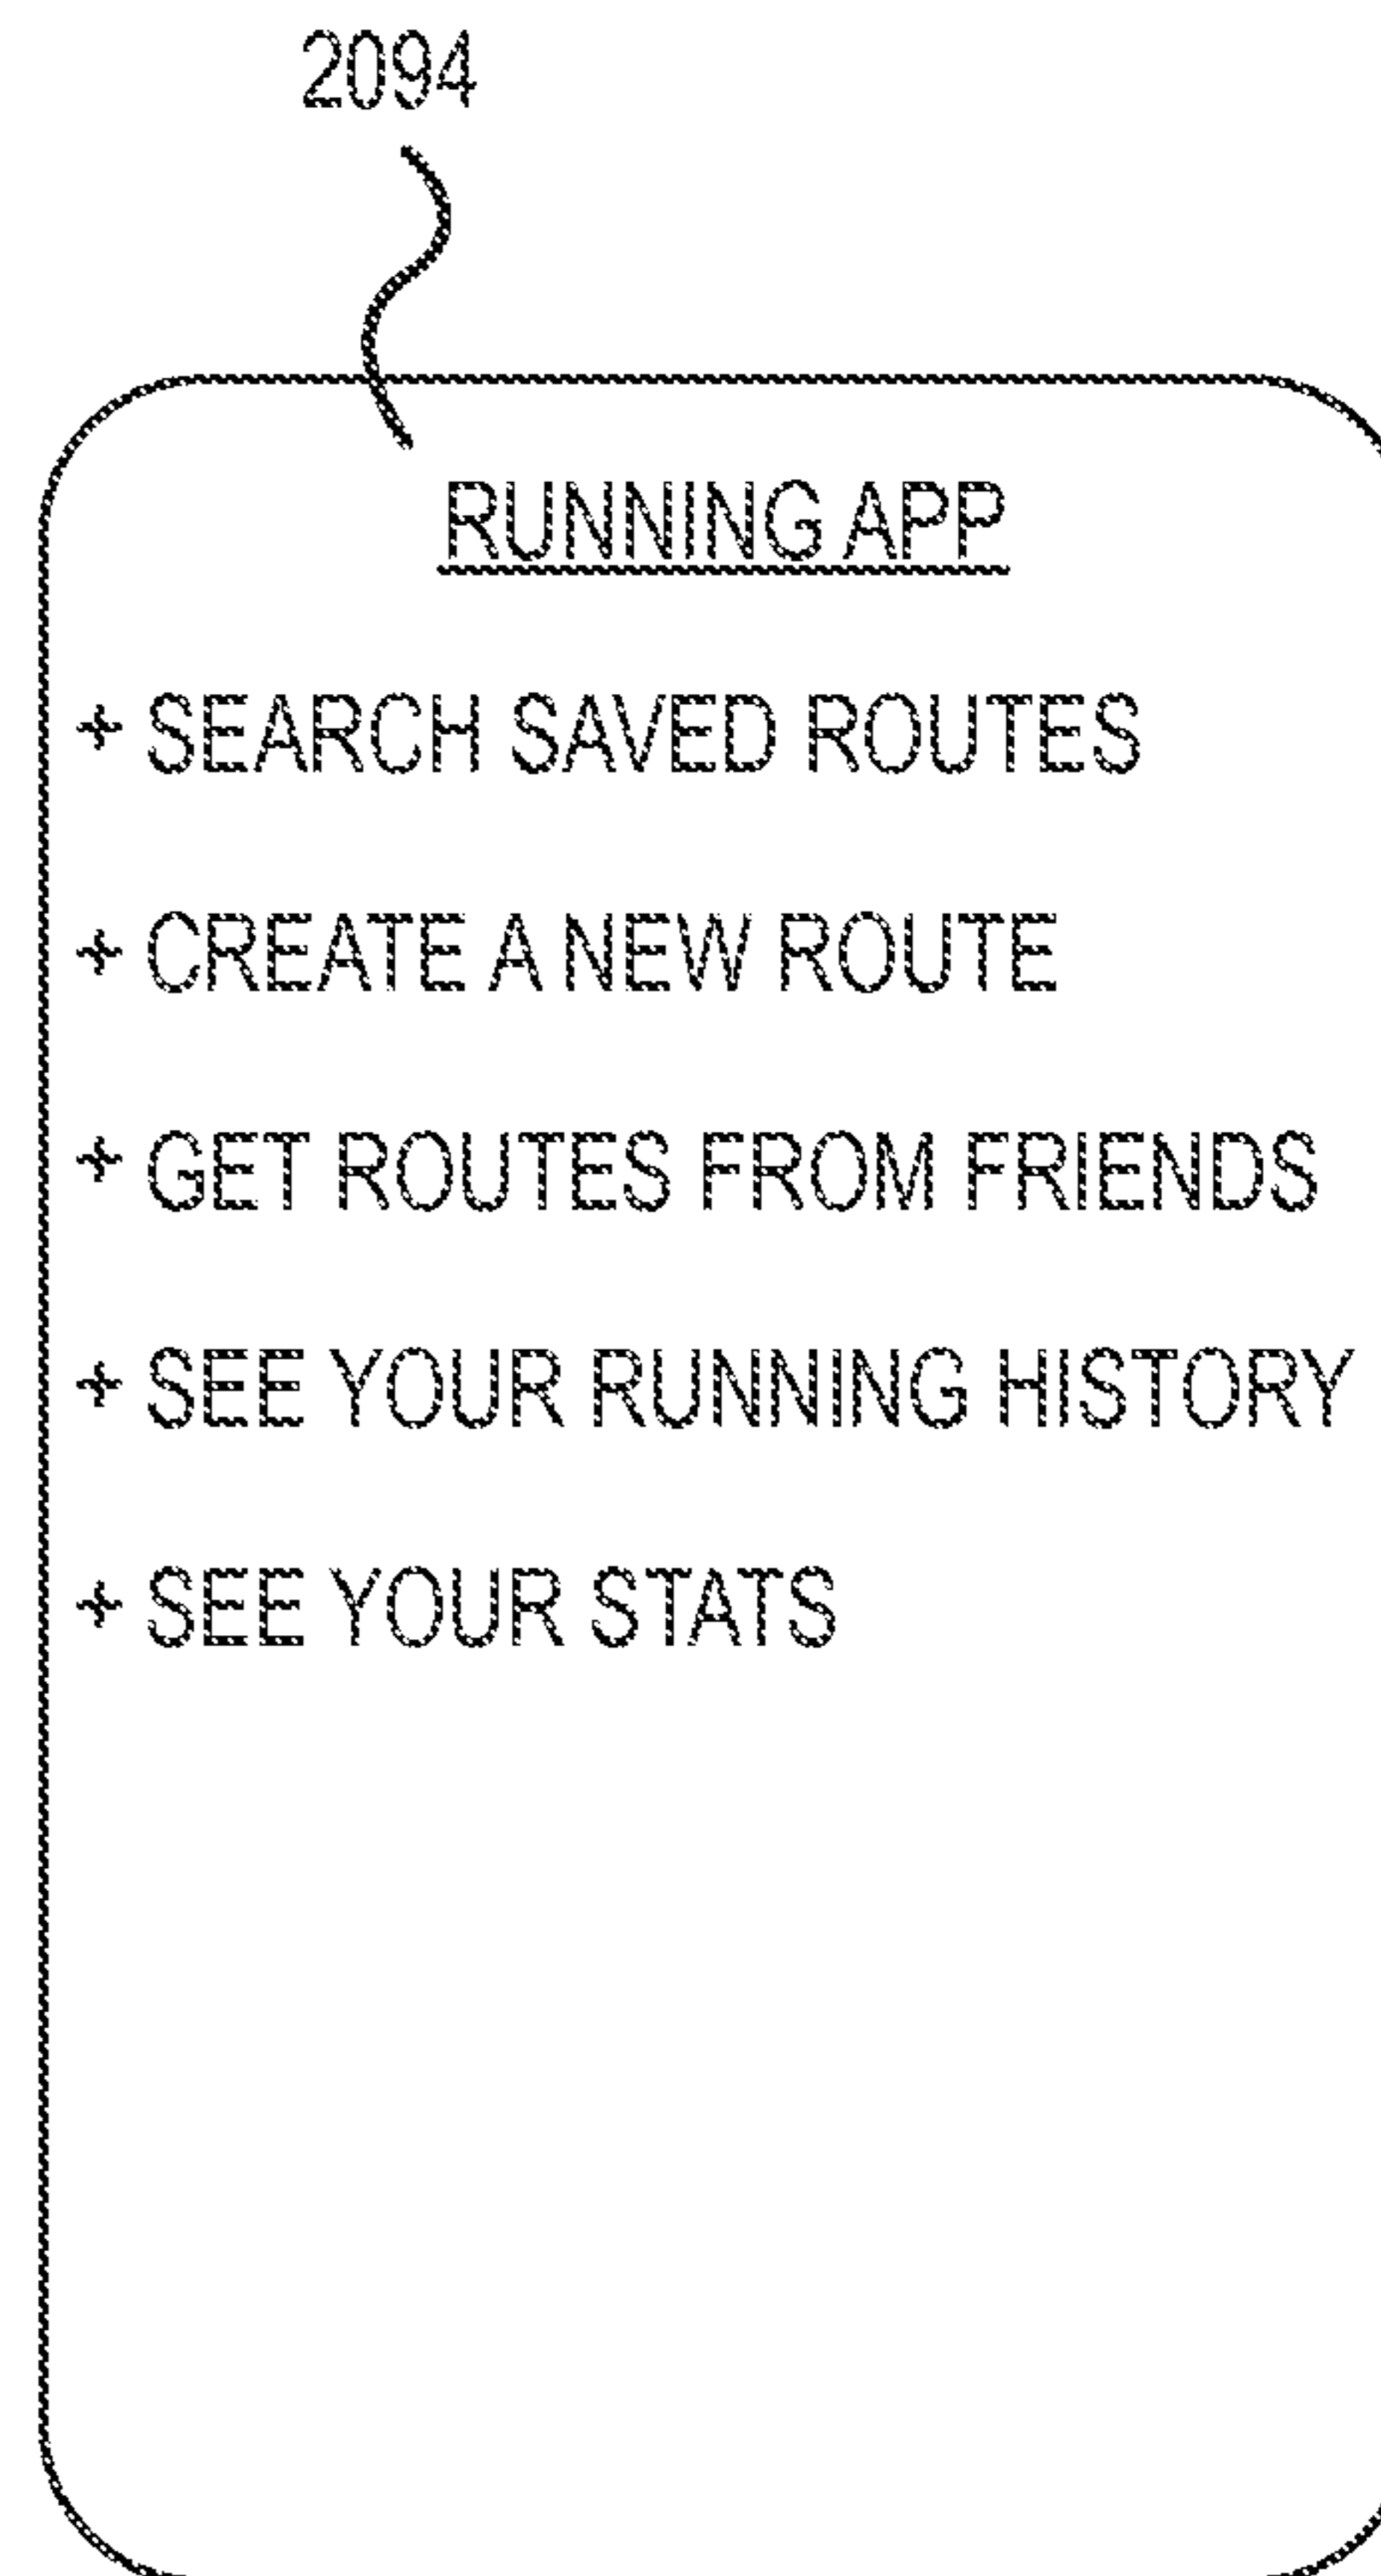 2094
RUNNING APP
+ SEARCH SAVED ROUTES
+ CREATE A NEW ROUTE
+ GET ROUTES FROM FRIENDS
+ SEE YOUR RUNNING HISTORY
+ SEE YOUR STATS